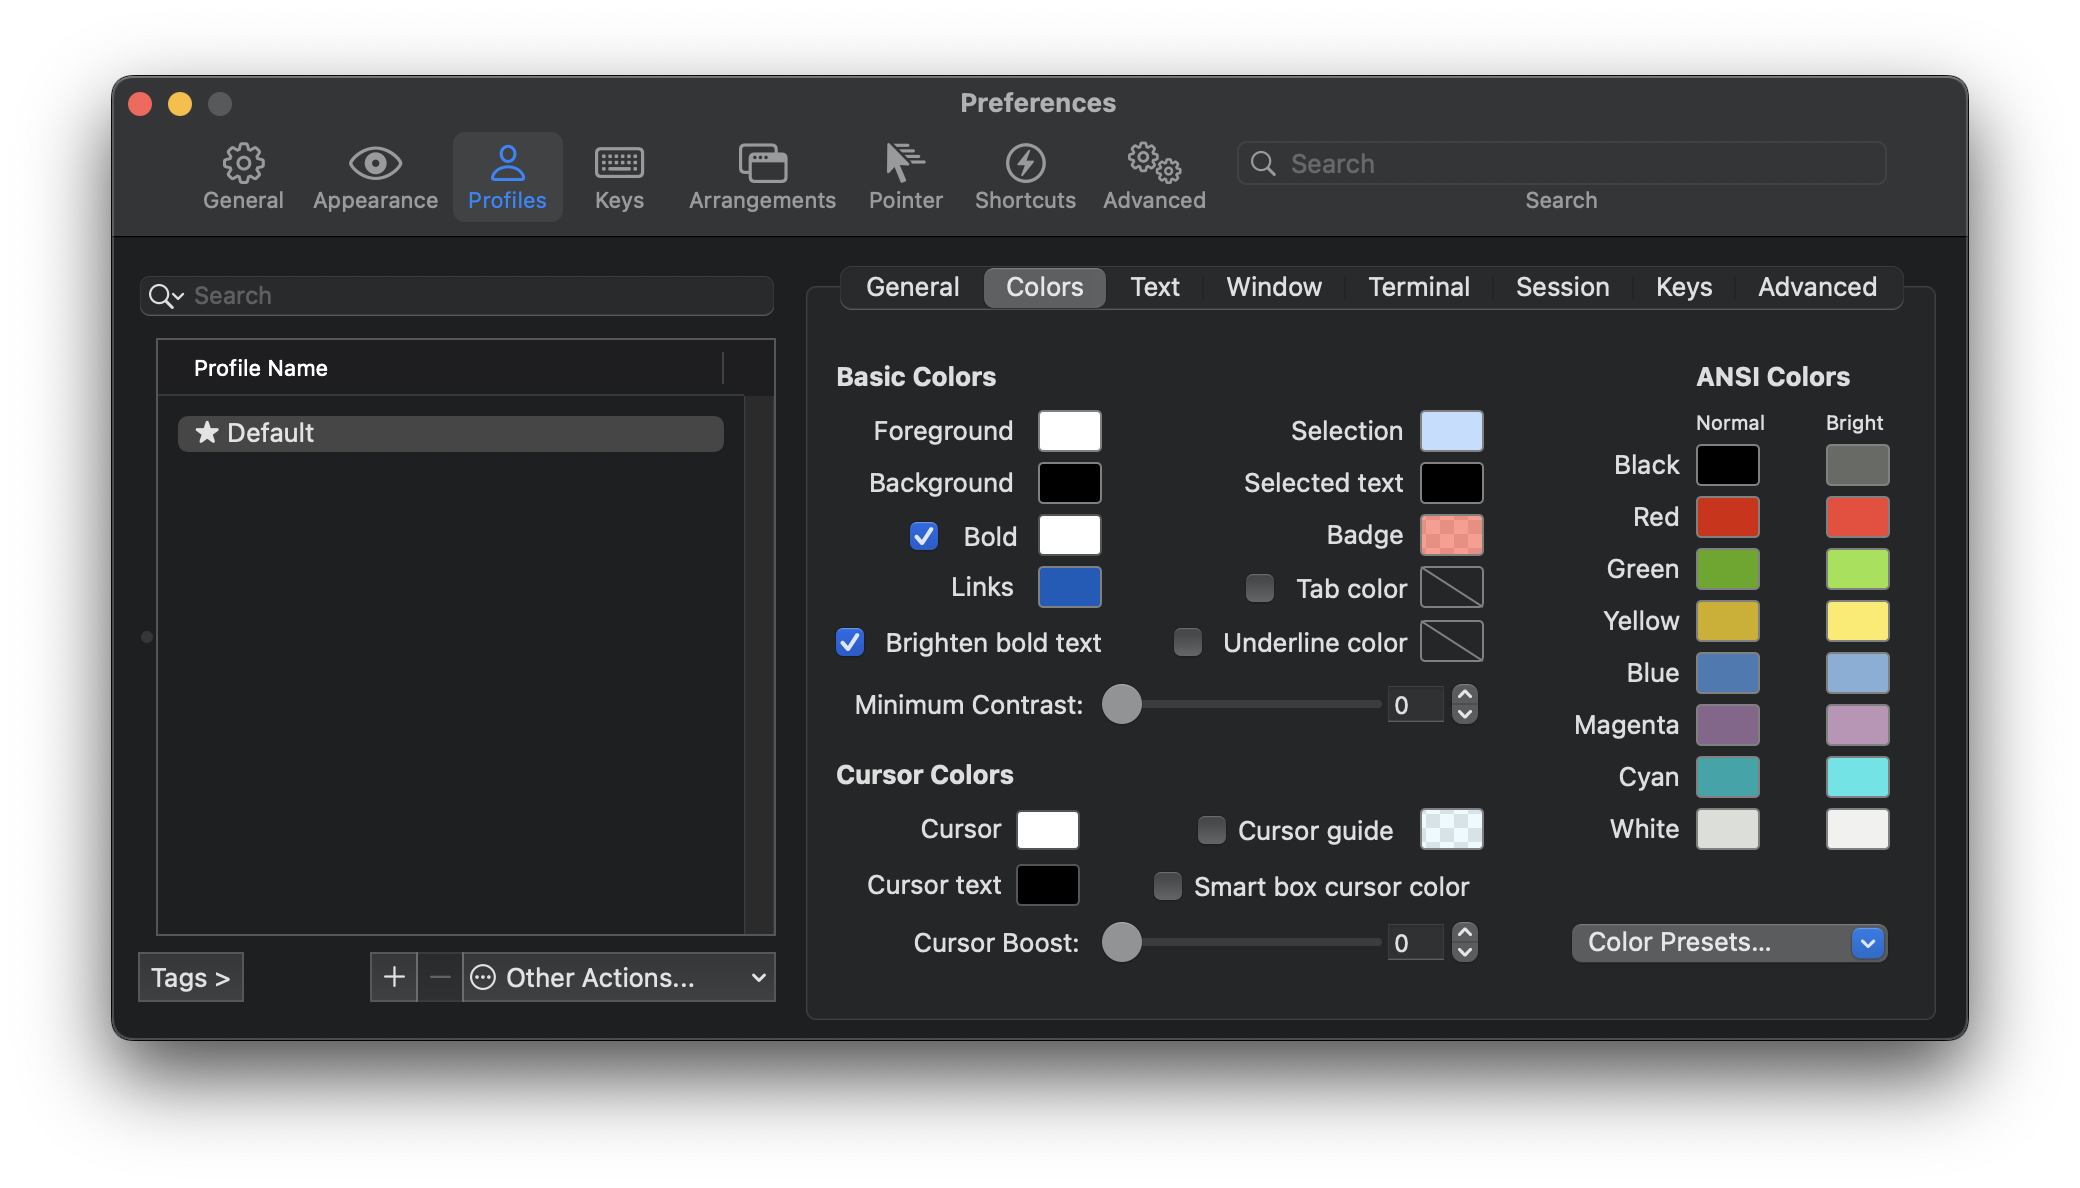 Preferences
General
Appearance
Profiles
Keys
Arrangements
Pointer
Shortcuts
Advanced
Search
Search
Search
Profile Name
Default
Tags >
Other Actions...
General
Colors
Text
Window
Terminal
Session
Keys
Advanced
Basic Colors
Foreground
Background
Bold
Links
Brighten bold text
Selection
Selected text
Badge
Tab color
Underline color
Minimum Contrast:
0
Cursor Colors
Cursor
Cursor text
Cursor guide
Smart box cursor color
Cursor Boost:
0
ANSI Colors
Normal
Bright
Black
Red
Green
Yellow
Blue
Magenta
Cyan
White
Color Presets...